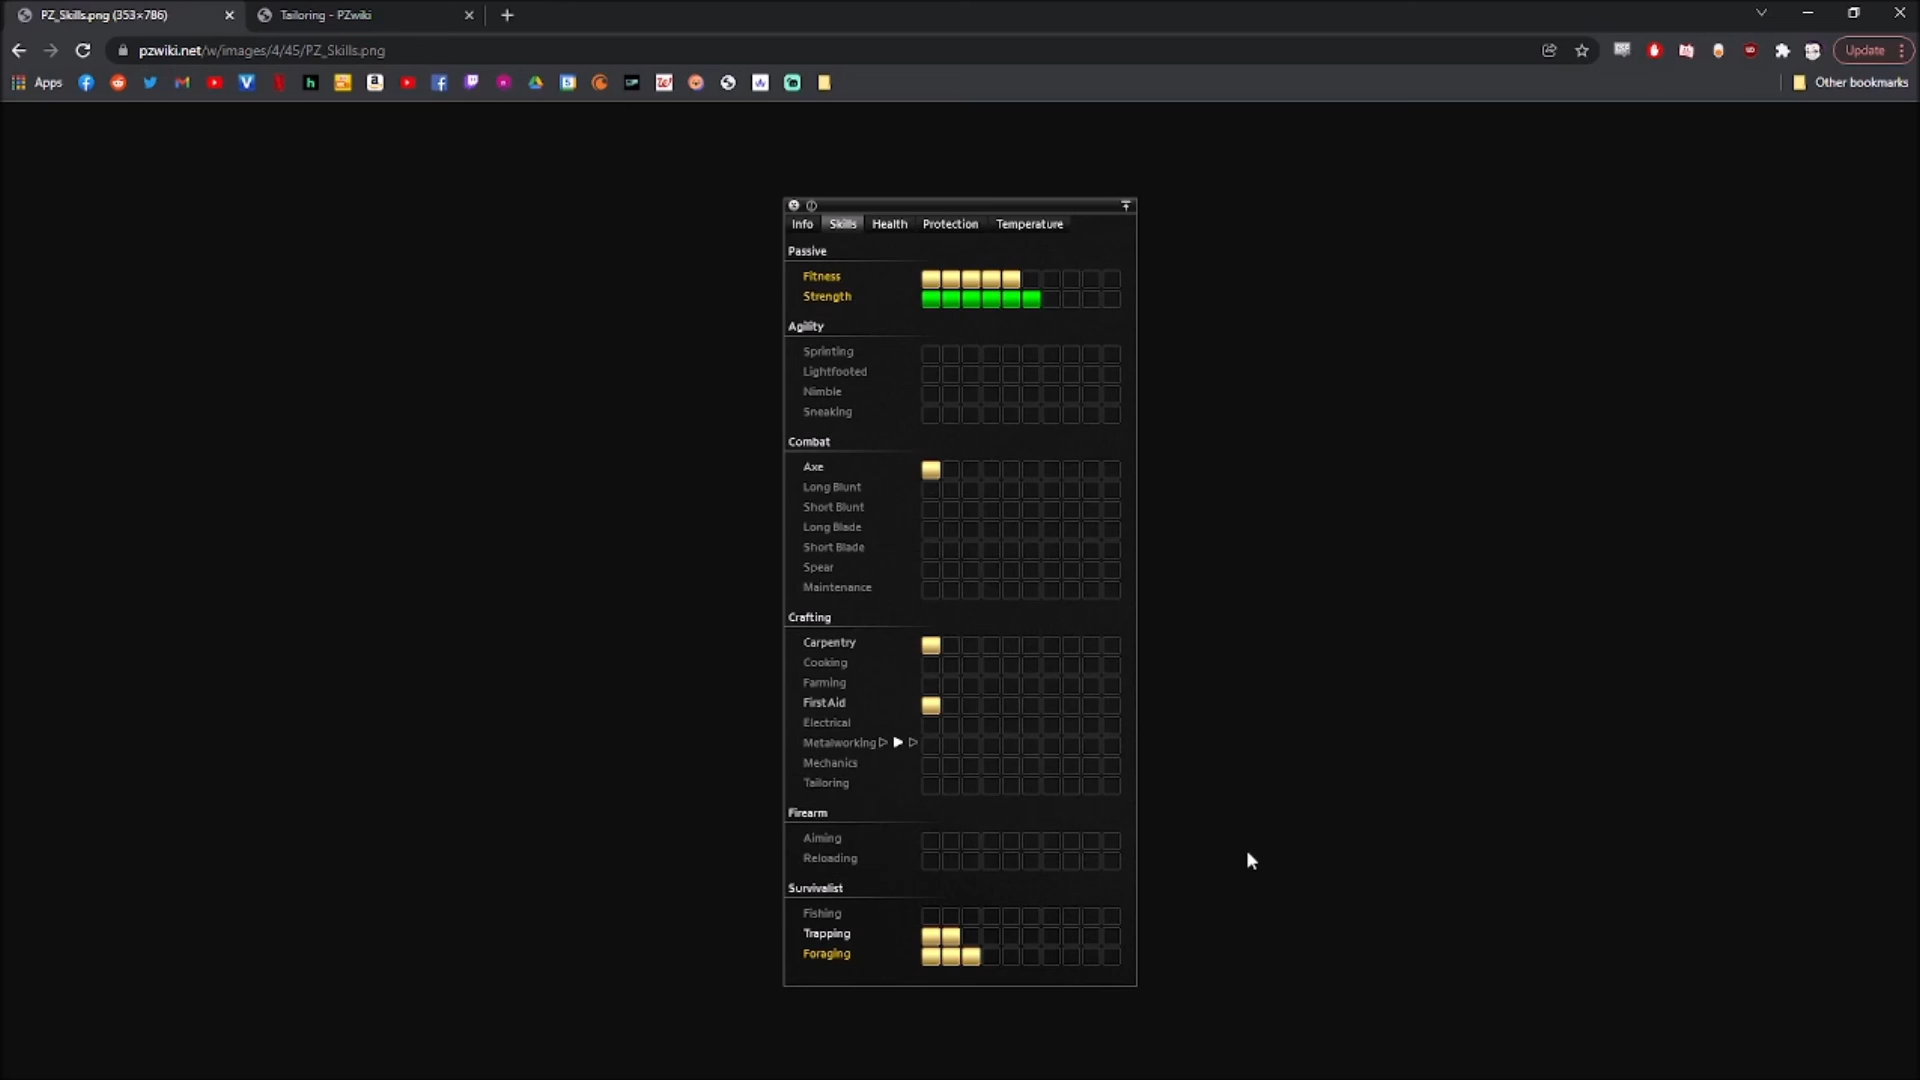 PZ_Skills.png (353×786)
Tailoring - PZwiki
pzwiki.net/w/images/4/45/PZ_Skills.png
Update
Apps
Other bookmarks
Info Skills Health Protection Temperature
Passive
Fitness
Strength
Agility
Sprinting
Lightfooted
Nimble
Sneaking
Combat
Axe
Long Blunt
Short Blunt
Long Blade
Short Blade
Spear
Maintenance
Crafting
Carpentry
Cooking
Farming
First Aid
Electrical
Metalworking
Mechanics
Tailoring
Firearm
Aiming
Reloading
Survivalist
Fishing
Trapping
Foraging